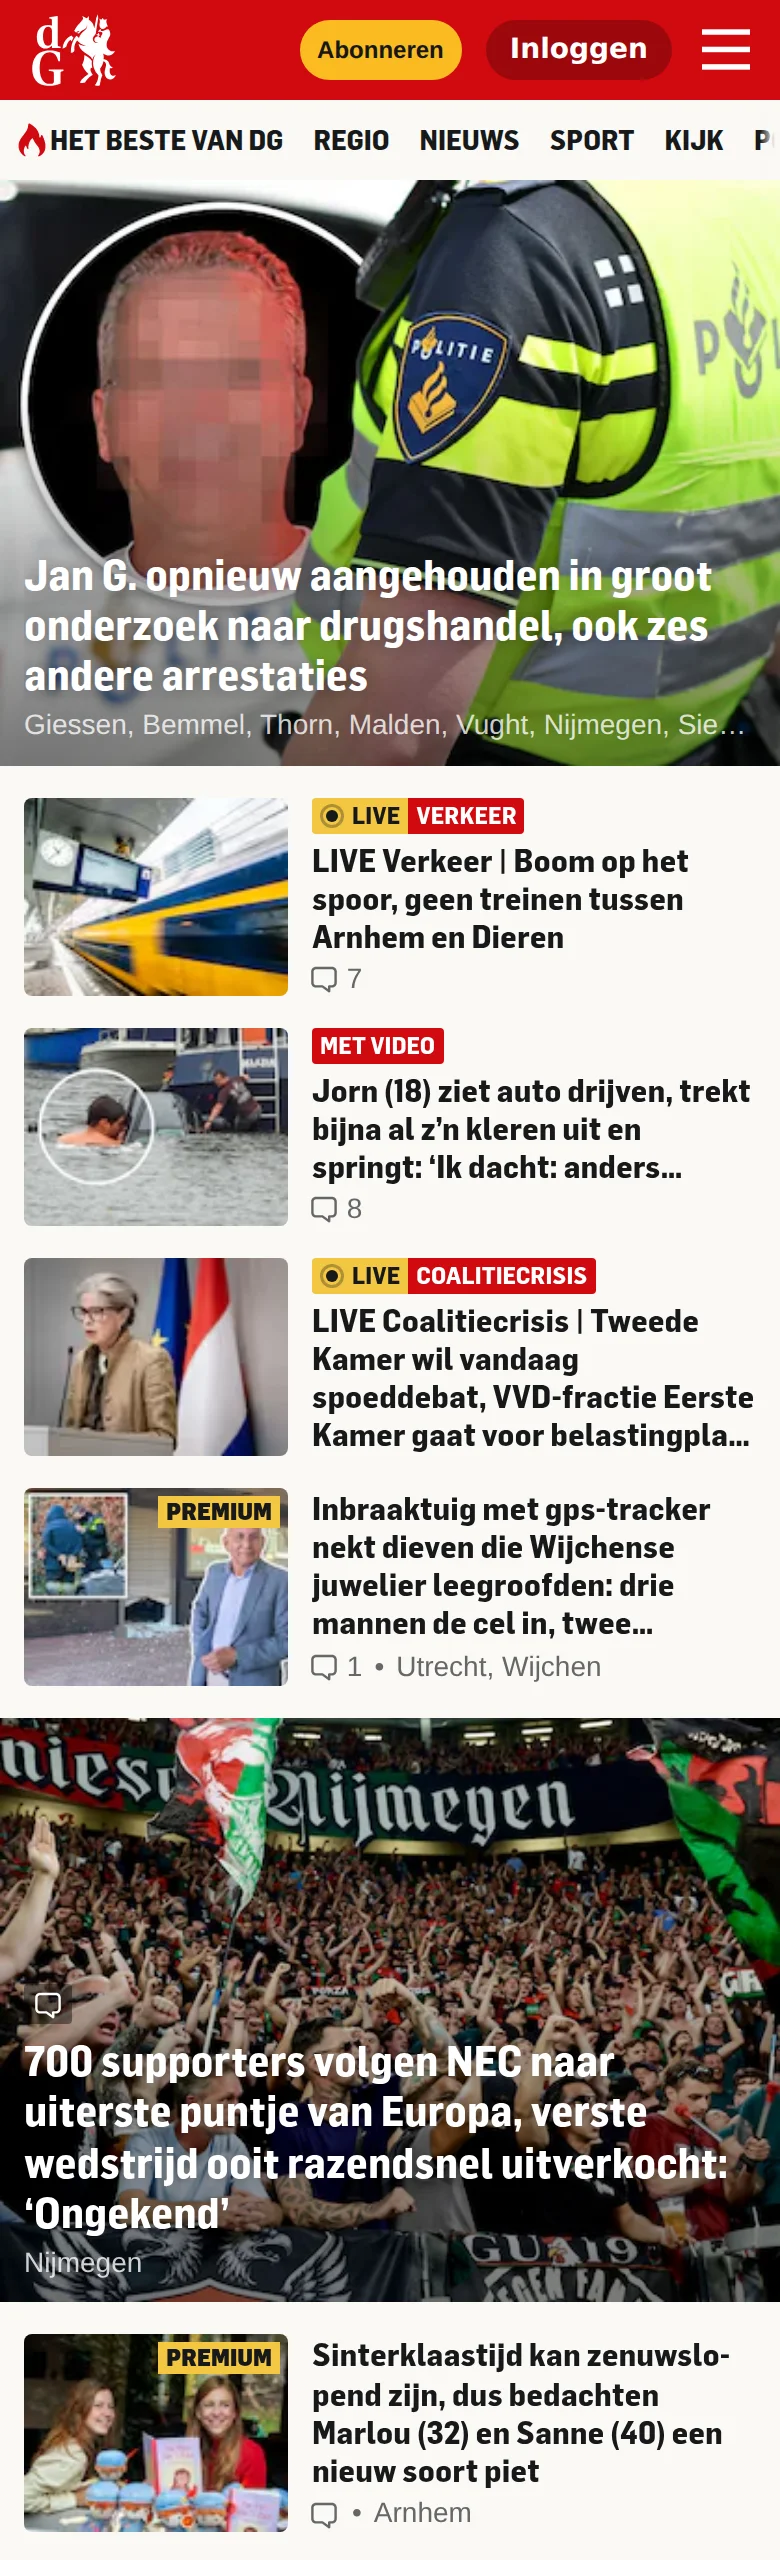 dG
Abonneren
Inloggen
HET BESTE VAN DG
REGIO
NIEUWS
SPORT
KIJK
POLITIE
Jan G. opnieuw aangehouden in groot
onderzoek naar drugshandel, ook zes
andere arrestaties
Giessen, Bemmel, Thorn, Malden, Vught, Nijmegen, Sie...
LIVE VERKEER
LIVE Verkeer | Boom op het
spoor, geen treinen tussen
Arnhem en Dieren
7
MET VIDEO
Jorn (18) ziet auto drijven, trekt
bijna al z’n kleren uit en
springt: ‘Ik dacht: anders...
8
LIVE COALITIECRISIS
LIVE Coalitiecrisis | Tweede
Kamer wil vandaag
spoeddebat, VVD-fractie Eerste
Kamer gaat voor belastingpla...
PREMIUM
Inbraaktuig met gps-tracker
nekt dieven die Wijchense
juwelier leegroofden: drie
mannen de cel in, twee...
1 • Utrecht, Wijchen
Nijmegen
700 supporters volgen NEC naar
uiterste puntje van Europa, verste
wedstrijd ooit razendsnel uitverkocht:
‘Ongekend’
Nijmegen
PREMIUM
Sinterklaastijd kan zenuwslo-
pend zijn, dus bedachten
Marlou (32) en Sanne (40) een
nieuw soort piet
• Arnhem